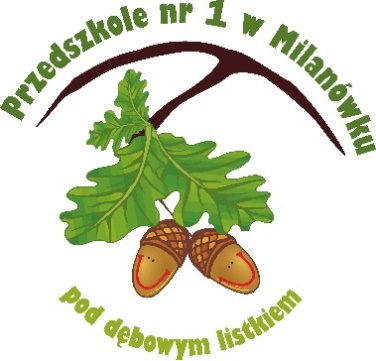 Przedszkole nr 1 w Milanówku
pod dębowym listkiem